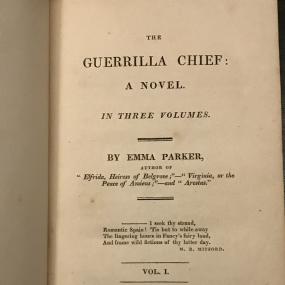 THE
GUERRILLA CHIEF:
A NOVEL.
IN THREE VOLUMES.
BY EMMA PARKER,
AUTHOR OF
"Elfrida, Heiress of Belgrove;"—"Virginia, or the
Peace of Amiens;"—and "Aretas."
———— I seek thy strand,
Romantic Spain! 'Tis but to while away
The lingering hours in Fancy's fairy land,
And frame wild fictions of thy latter day.
M. R. MITFORD.
VOL. I.